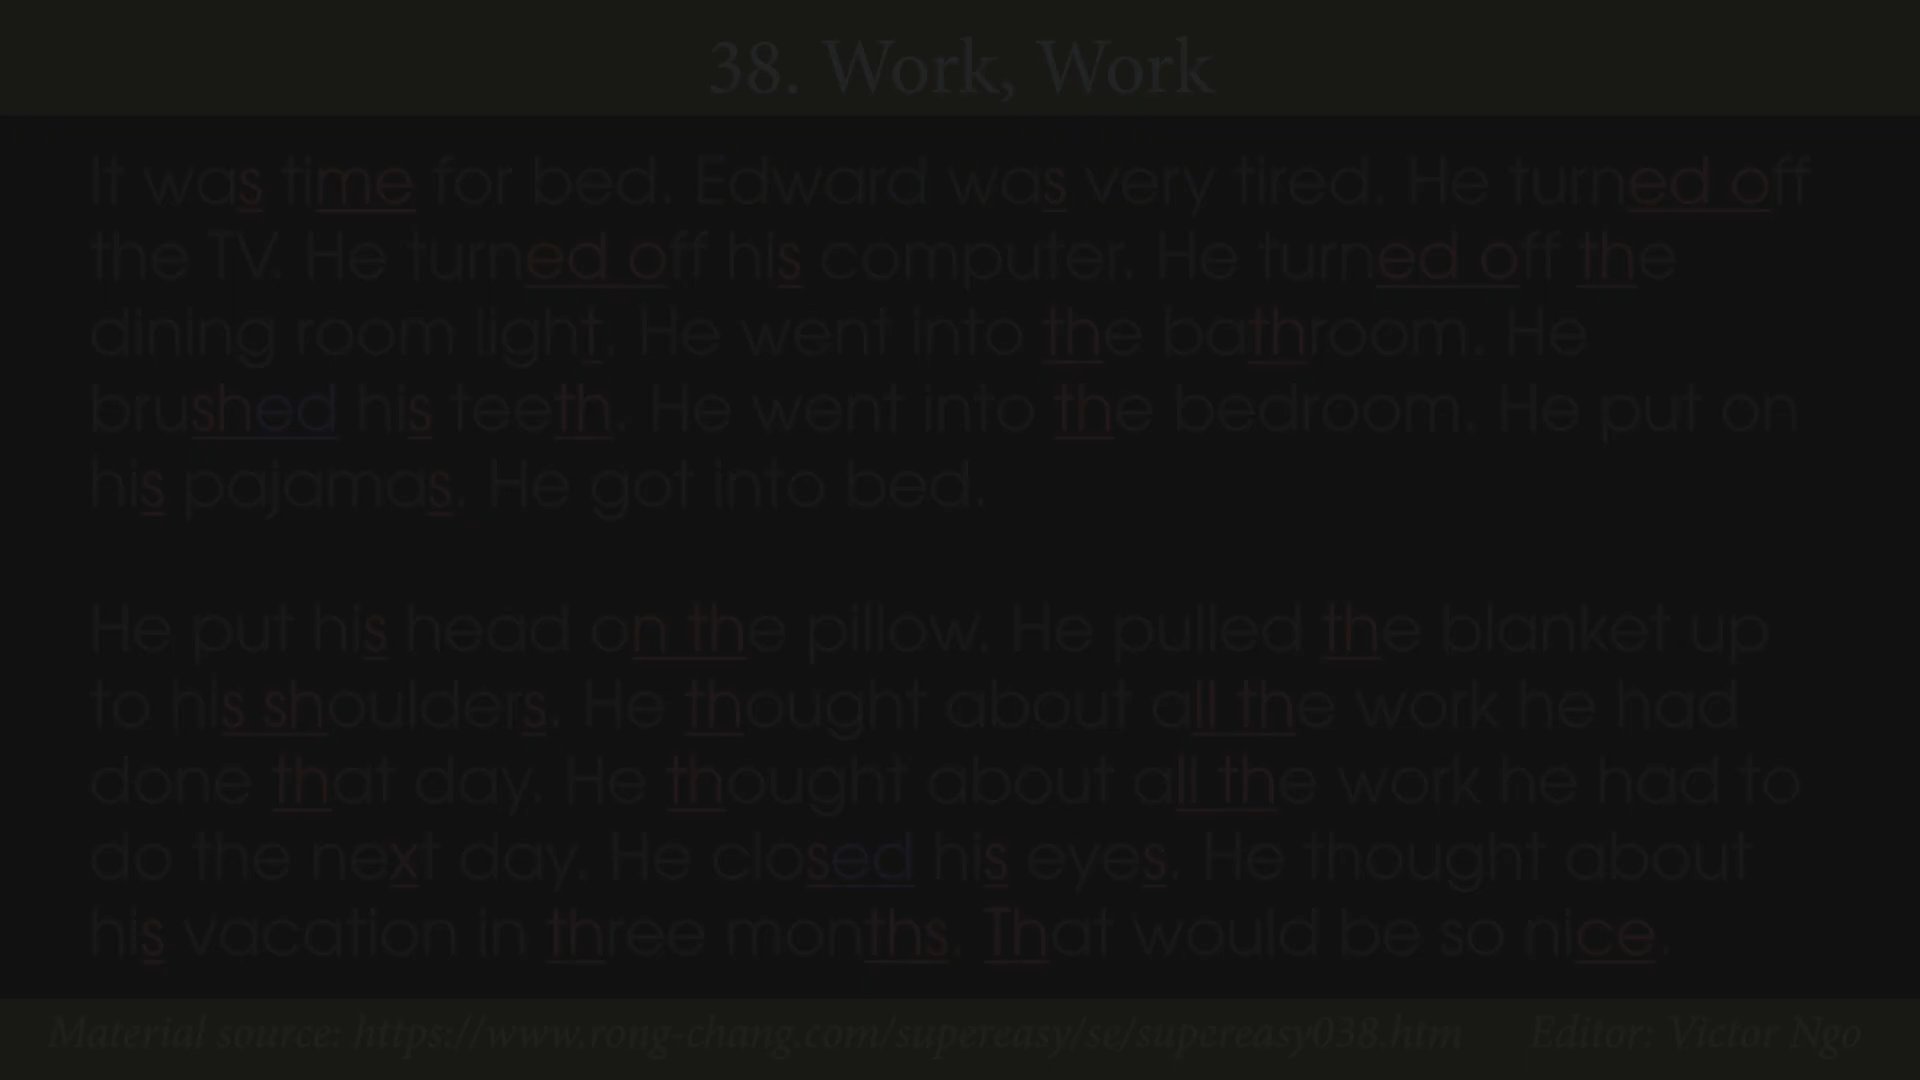 38. Work, Work
It was time for bed. Edward was very tired. He turned off
the TV. He turned off his computer. He turned off the
dining room light. He went into the bathroom. He
brushed his teeth. He went into the bedroom. He put on
his pajamas. He got into bed.
He put his head on the pillow. He pulled the blanket up
to his shoulders. He thought about all the work he had
done that day. He thought about all the work he had to
do the next day. He closed his eyes. He thought about
his vacation in three months. That would be so nice.
Material source: https://www.rong-chang.com/supereasy/se/supereasy038.htm Editor: Victor Ngo